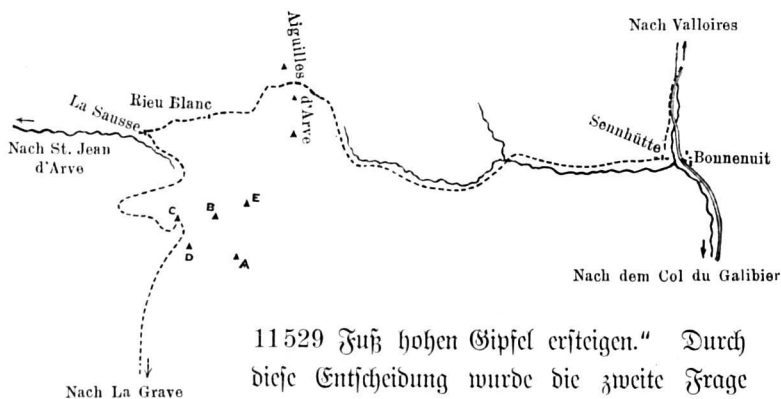 Nach Valloires
Aiguilles d'Arve
Rieu Blanc
La Sausse
Sennhütte
Bonnenuit
Nach St. Jean
d'Arve
C
B
E
D
A
Nach dem Col du Galibier
11529 Fuß hohen Gipfel ersteigen.“ Durch
diese Entscheidung wurde die zweite Frage
Nach La Grave